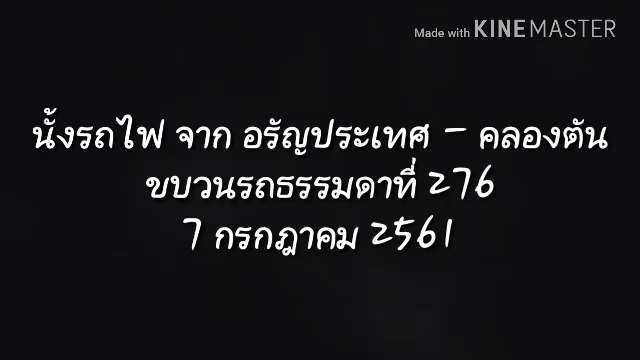 Made with KINEMASTER
นั้งรถไฟ จาก อรัญประเทศ - คลองตัน
ขบวนรถธรรมดาที่ 276
7 กรกฎาคม 2561